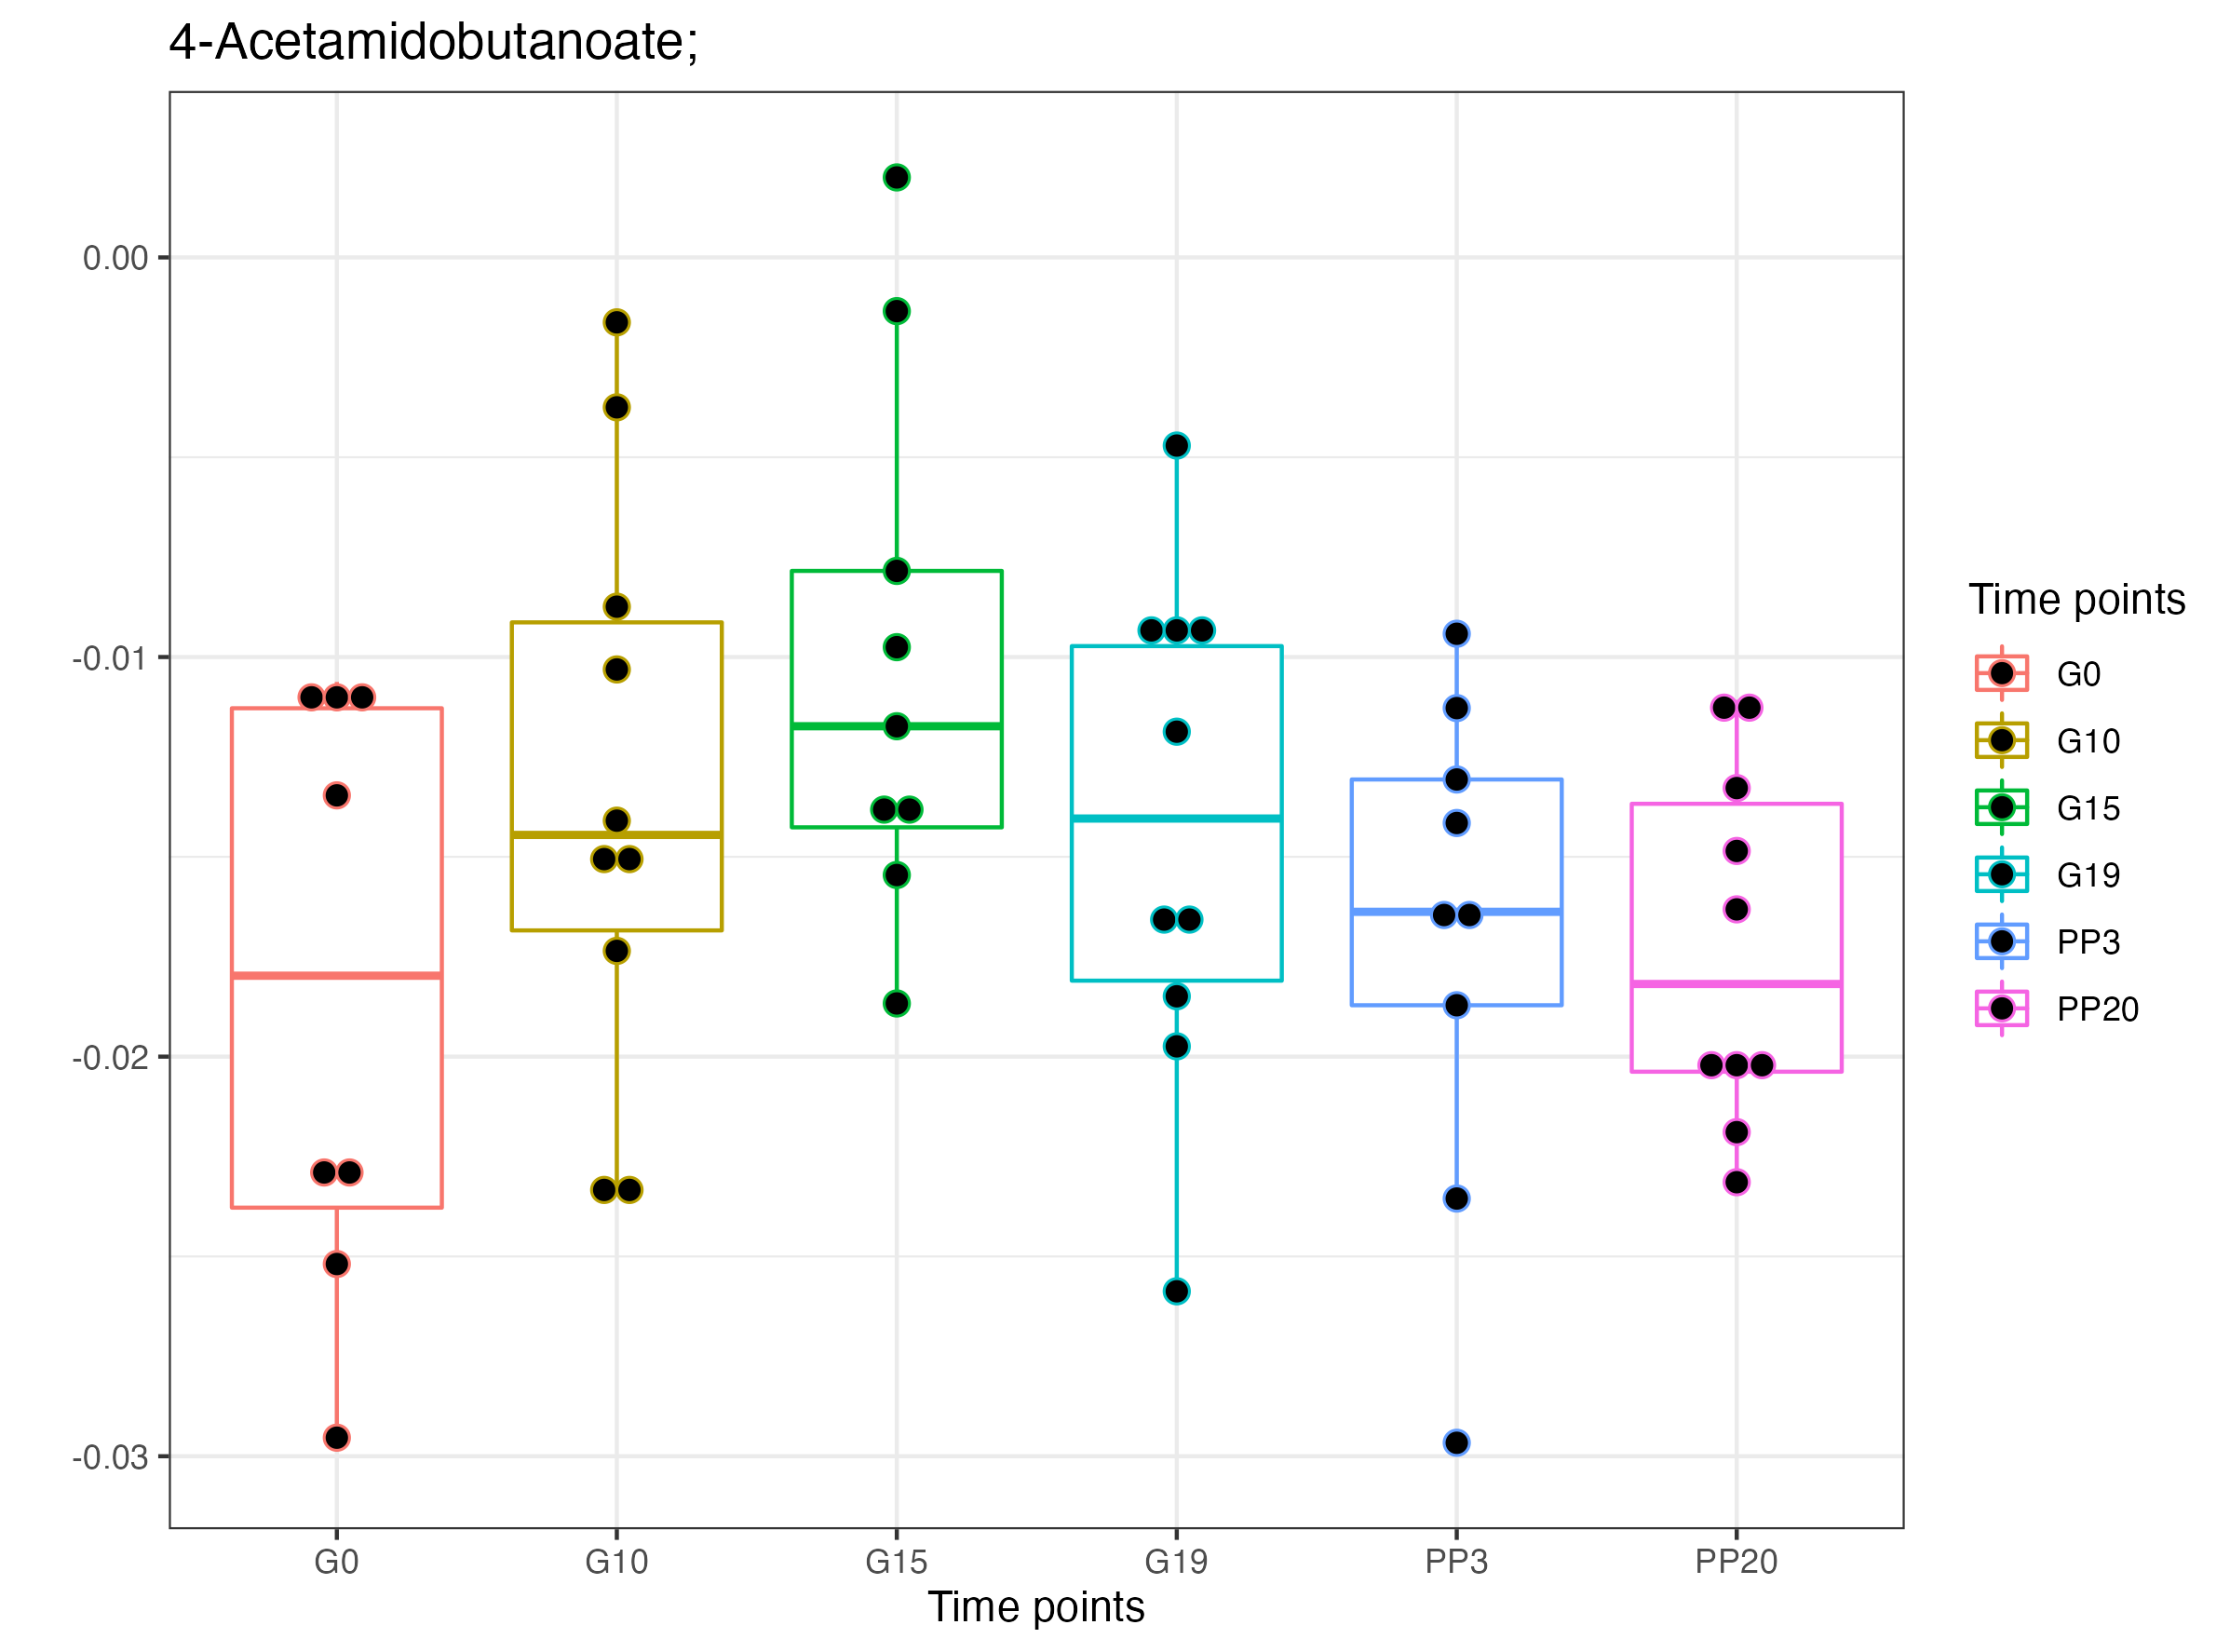 4-Acetamidobutanoate;
0.00
-0.01
-0.02
-0.03
G0 G10 G15 G19 PP3 PP20
Time points
Time points
G0
G10
G15
G19
PP3
PP20